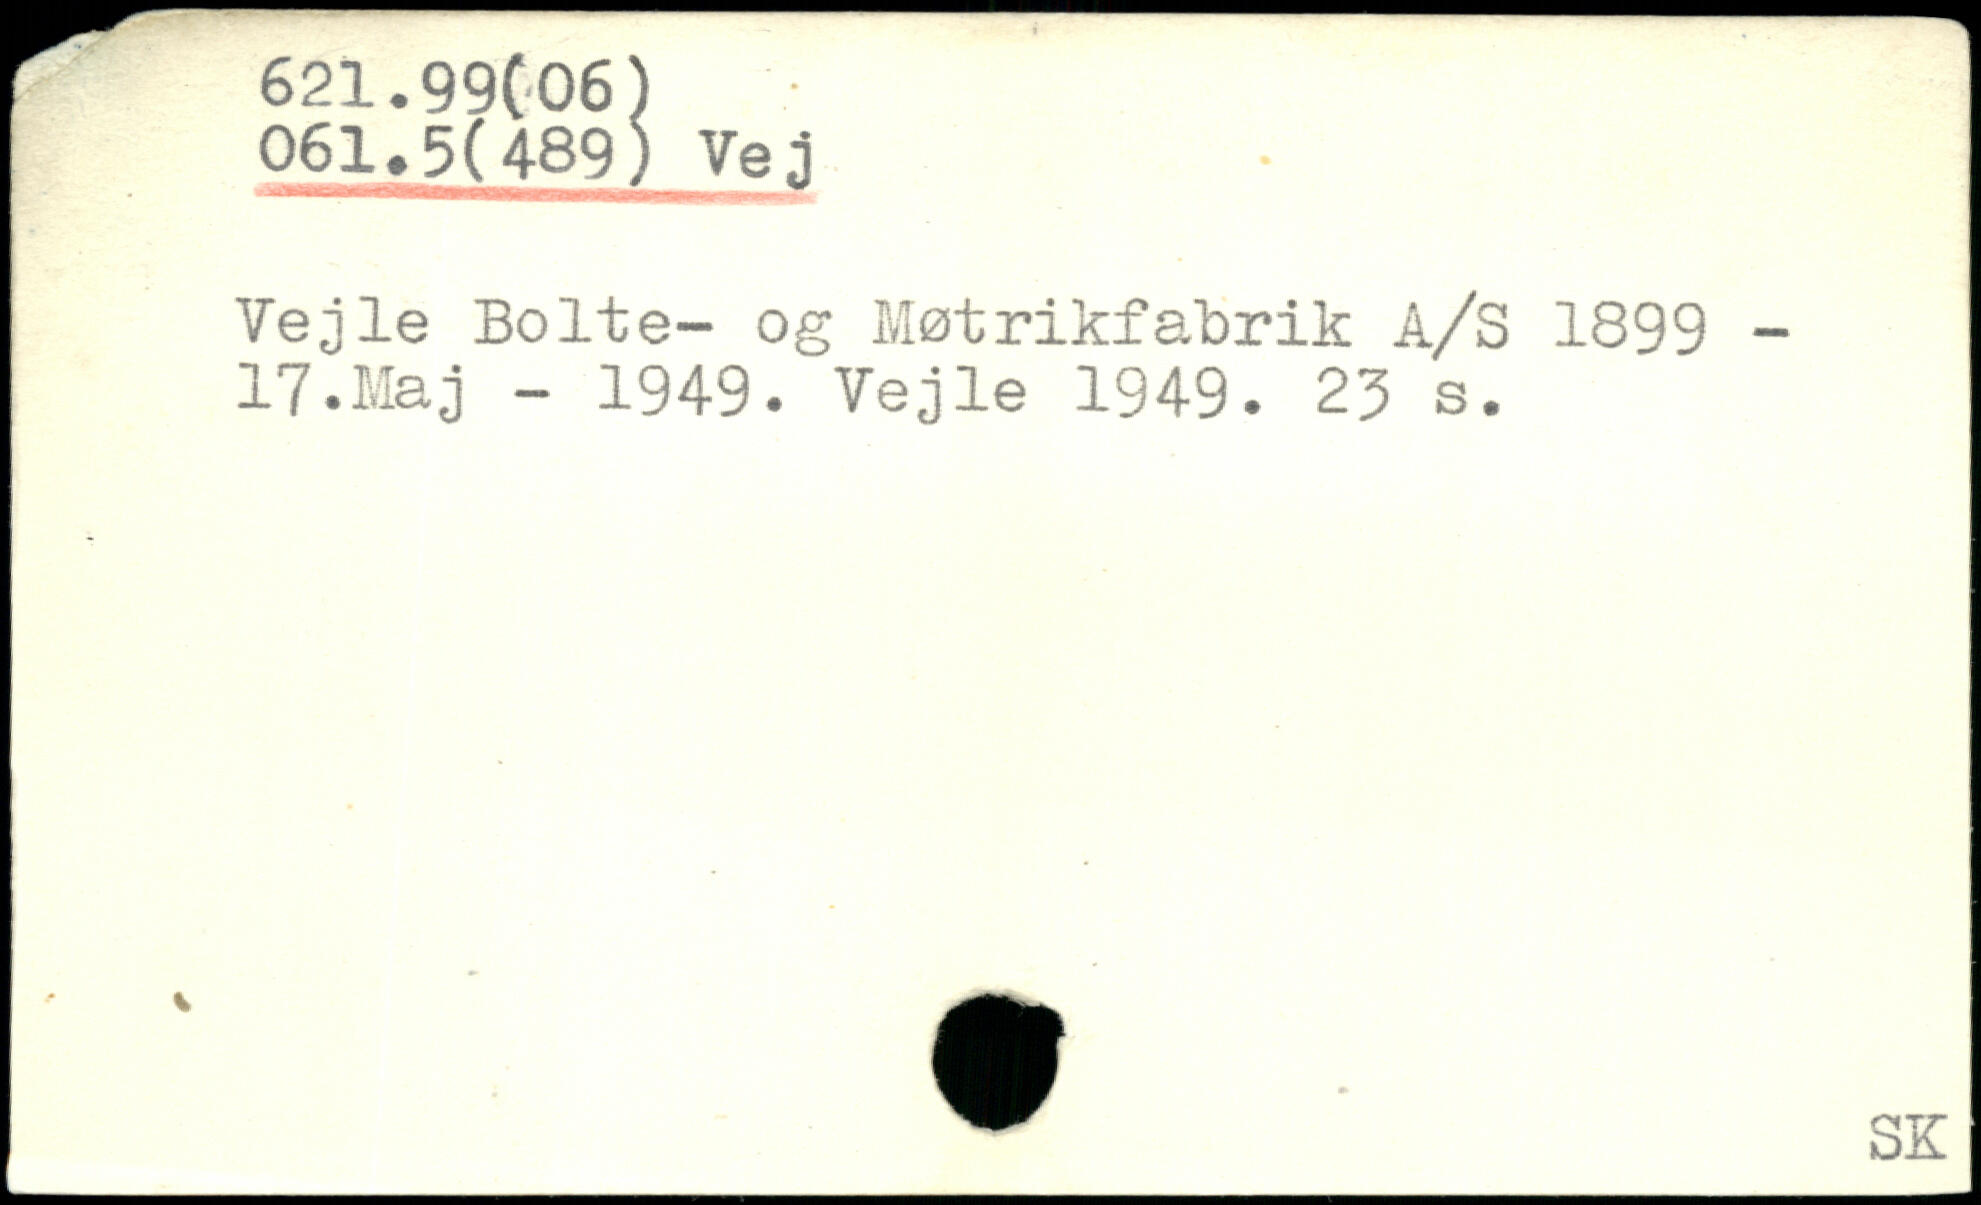 621.99(06)
061.5(489) Vej
Vejle Bolte- og Møtrikfabrik A/S 1899 -
17.Maj - 1949. Vejle 1949. 23 s.
SK